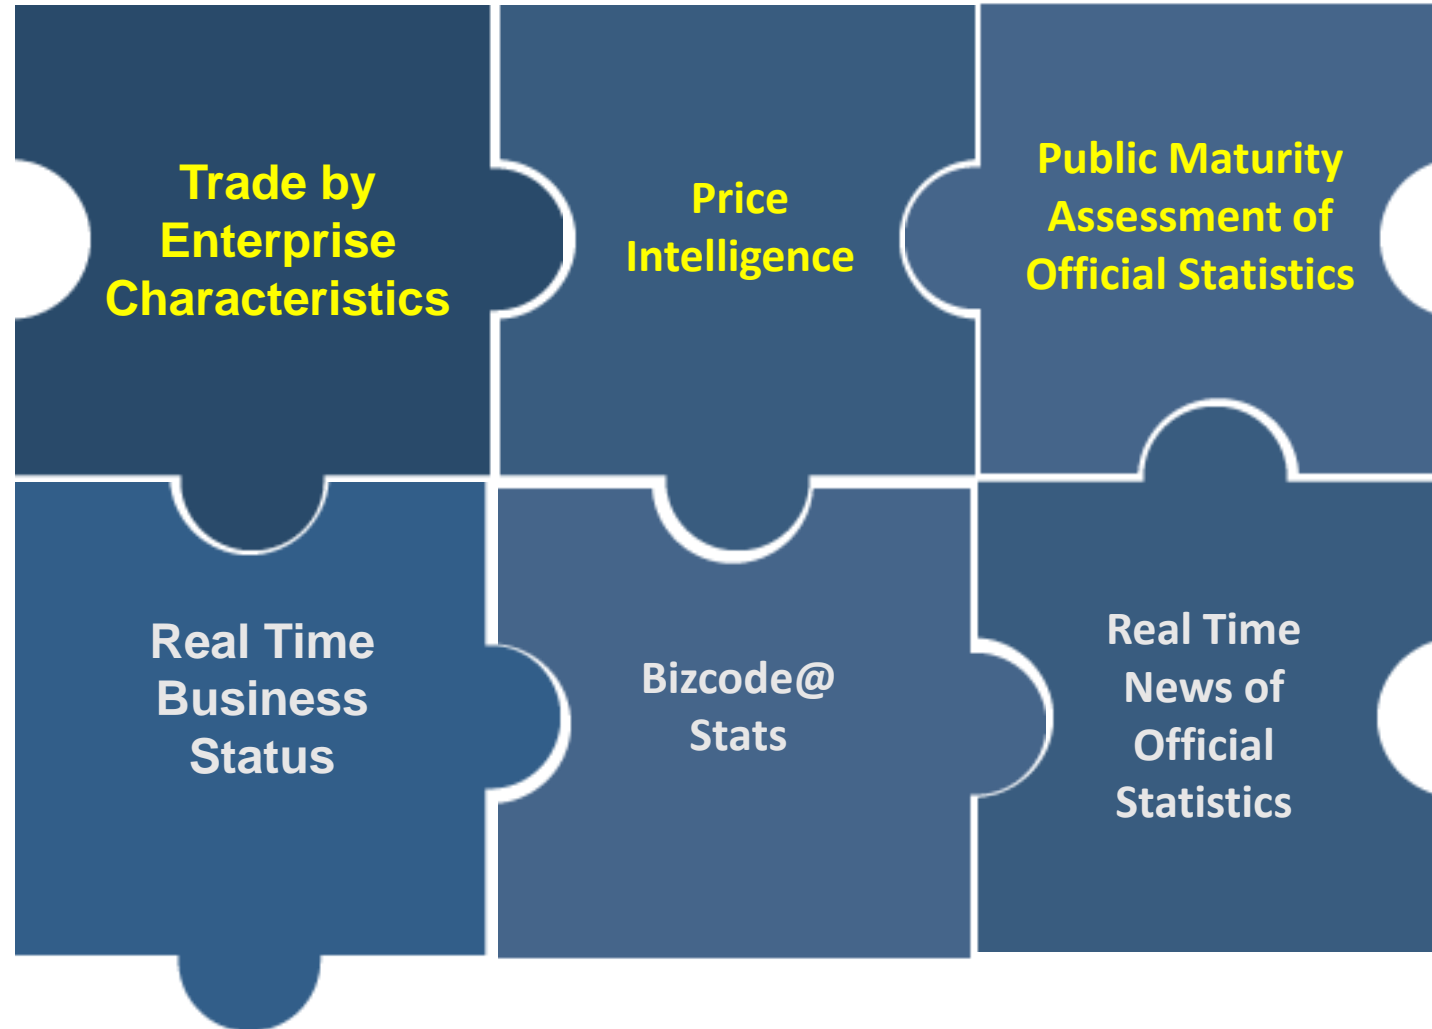 Trade by
Enterprise
Characteristics
Price
Intelligence
Public Maturity
Assessment of
Official Statistics
Real Time
Business
Status
Bizcode@
Stats
Real Time
News of
Official
Statistics